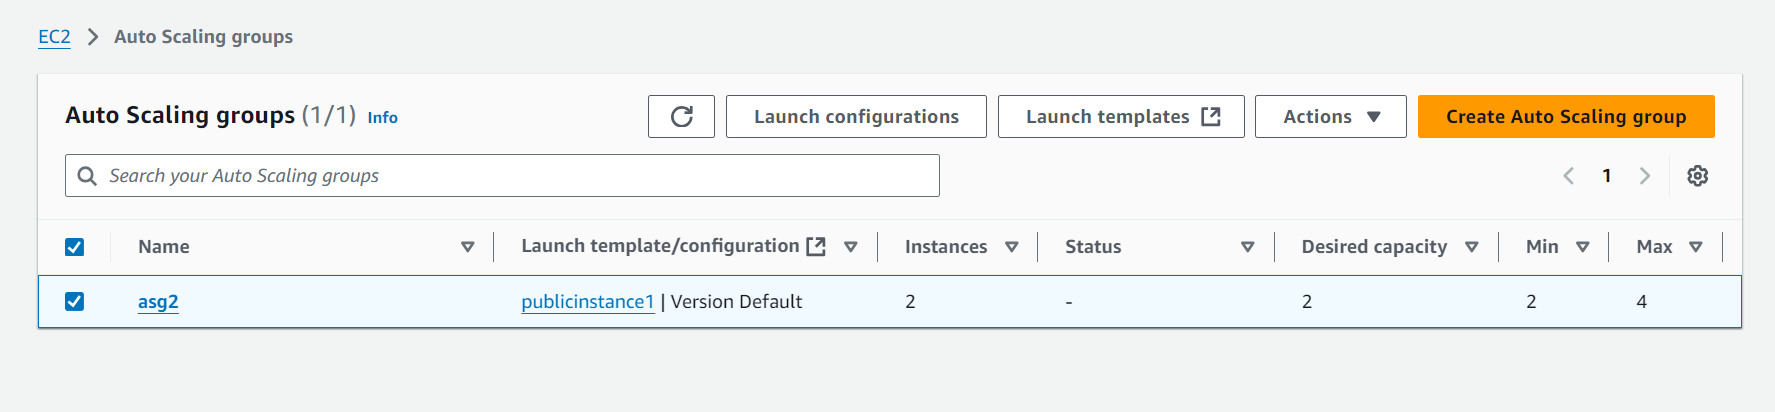 EC2 > Auto Scaling groups
Auto Scaling groups (1/1) Info
Launch configurations
Launch templates
Actions
Create Auto Scaling group
Search your Auto Scaling groups
1
Name Launch template/configuration Instances Status Desired capacity Min Max
asg2 publicinstance1 | Version Default 2 - 2 2 4